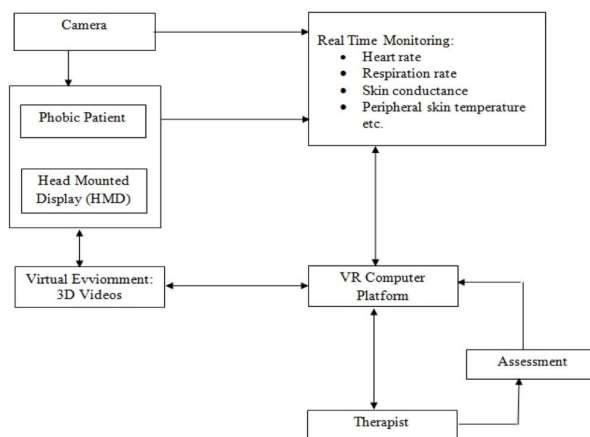 Camera
Real Time Monitoring:
• Heart rate
• Respiration rate
• Skin conductance
• Peripheral skin temperature
etc.
Phobic Patient
Head Mounted
Display (HMD)
Virtual Evviornment:
3D Videos
VR Computer
Platform
Assessment
Therapist